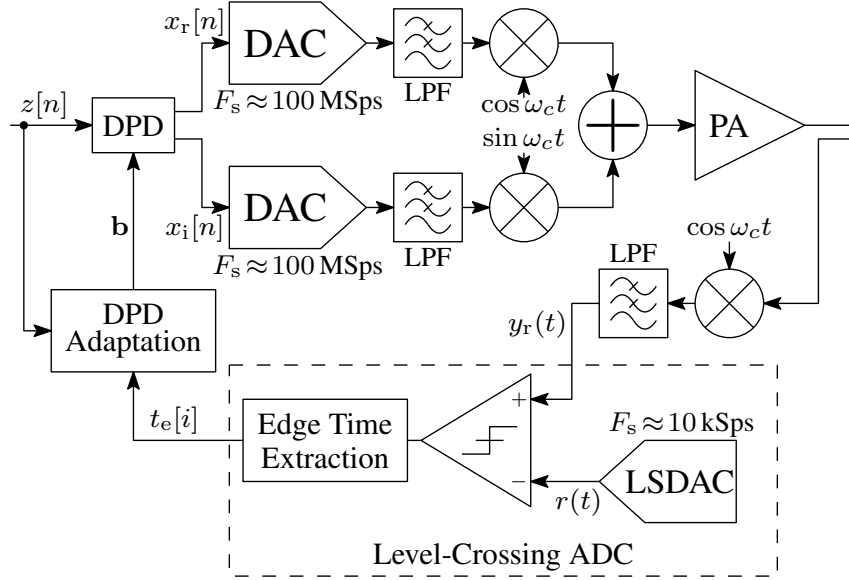 x_r[n]
DAC
LPF
F_s ≈ 100 MSps
cos ω_c t
z[n]
DPD
sin ω_c t
+
PA
b
x_i[n]
DAC
LPF
F_s ≈ 100 MSps
cos ω_c t
LPF
DPD
Adaptation
y_r(t)
t_e[i]
Edge Time
Extraction
+
−
F_s ≈ 10 kSps
LSDAC
r(t)
Level-Crossing ADC